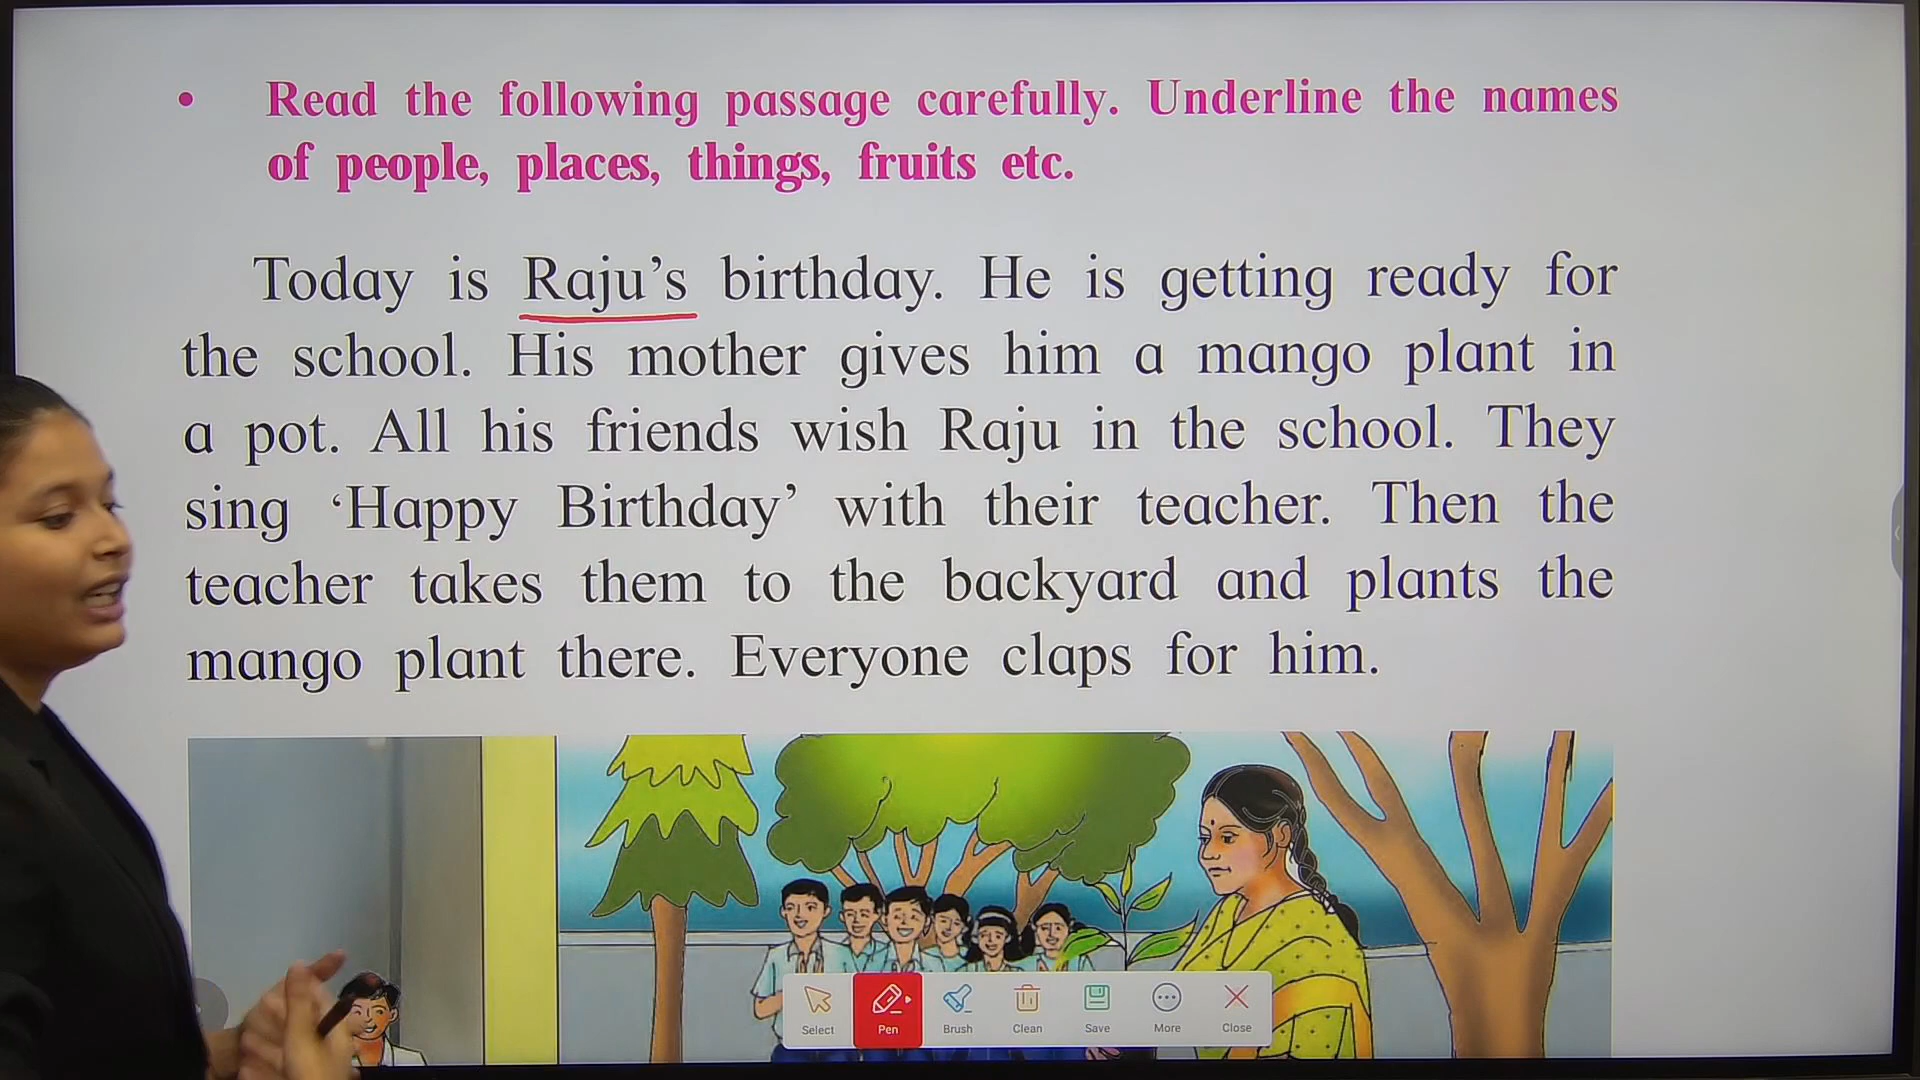 • Read the following passage carefully. Underline the names
of people, places, things, fruits etc.
Today is Raju's birthday. He is getting ready for
the school. His mother gives him a mango plant in
a pot. All his friends wish Raju in the school. They
sing ‘Happy Birthday’ with their teacher. Then the
teacher takes them to the backyard and plants the
mango plant there. Everyone claps for him.
Select Pen Brush Clean Save More Close